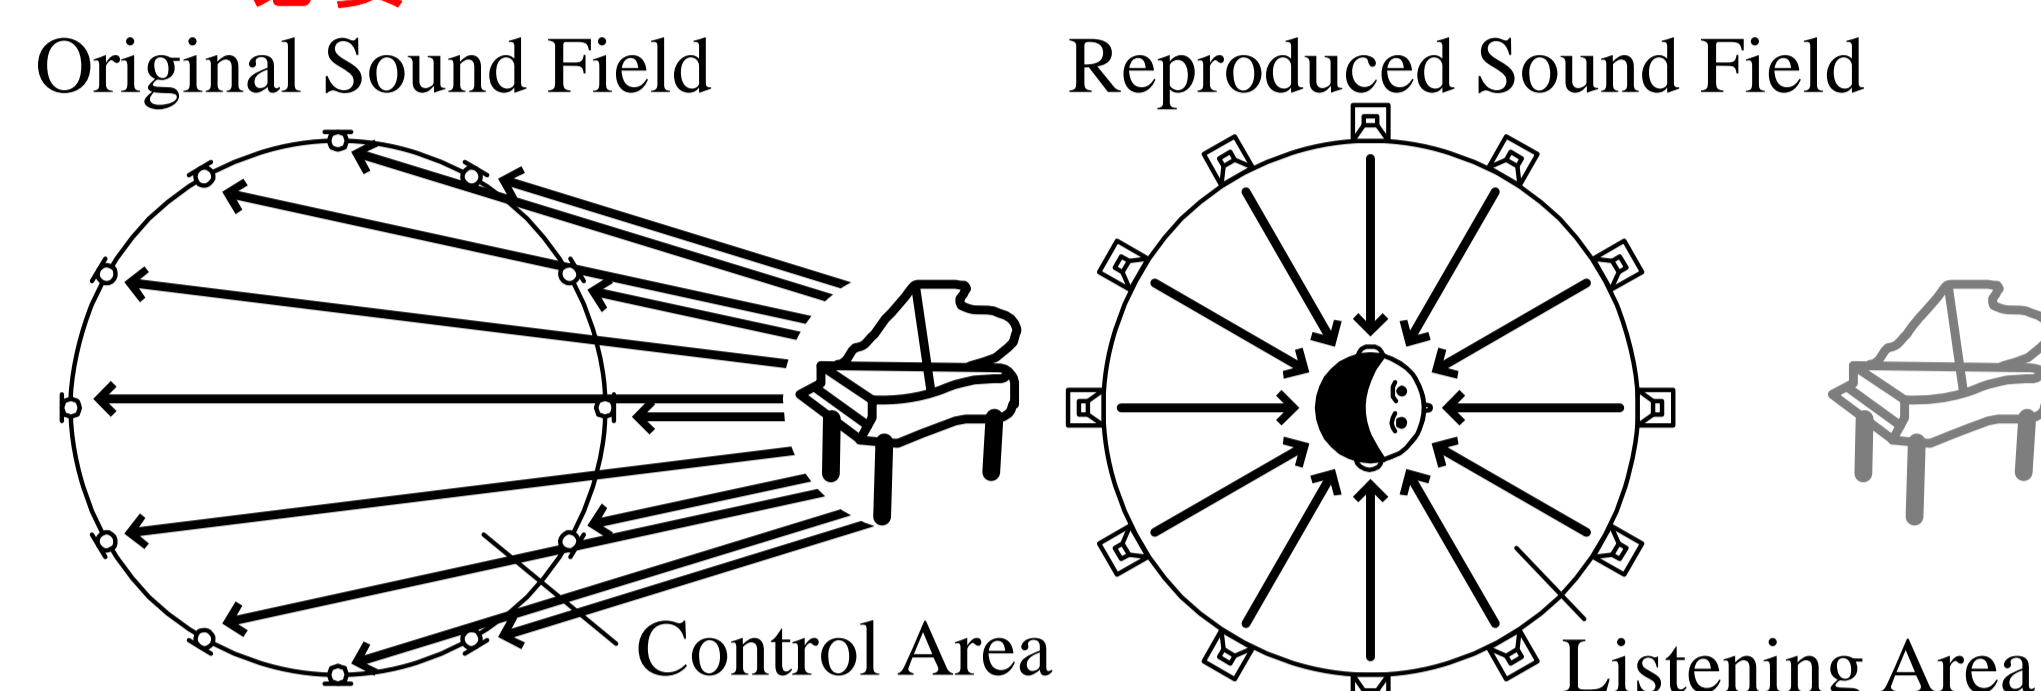 Original Sound Field
Reproduced Sound Field
Control Area
Listening Area